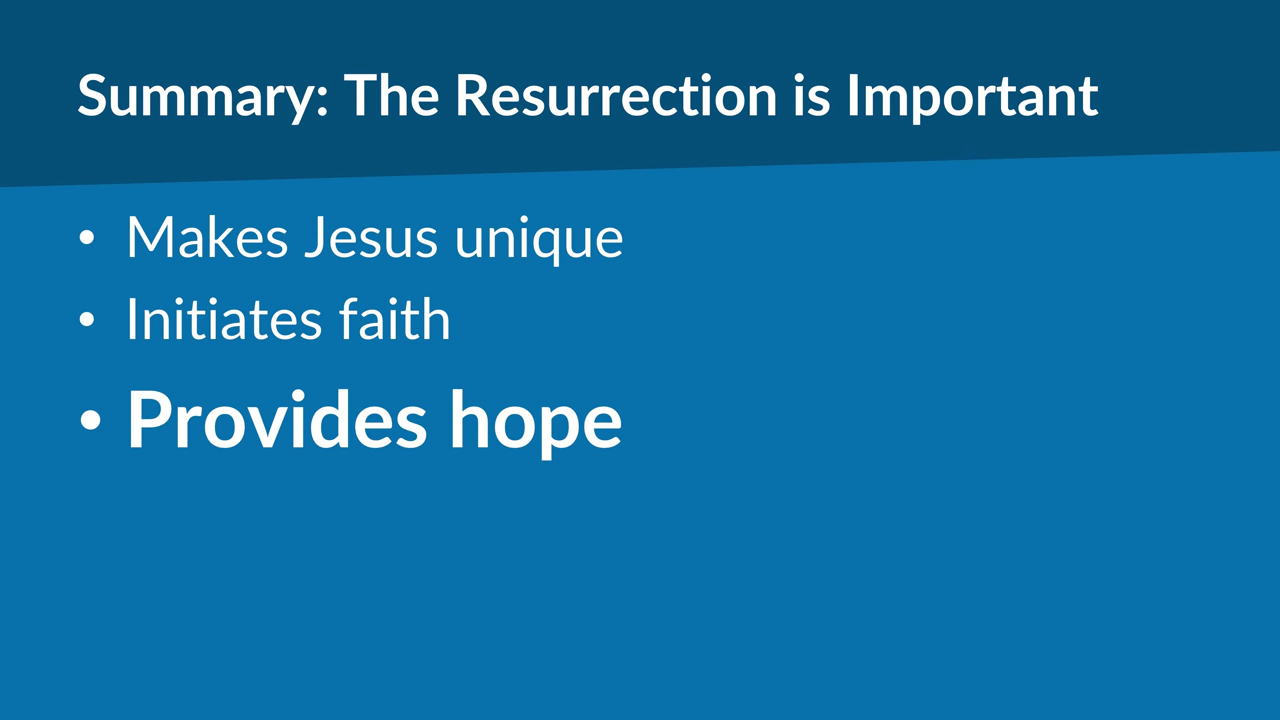 Summary: The Resurrection is Important
• Makes Jesus unique
• Initiates faith
• Provides hope